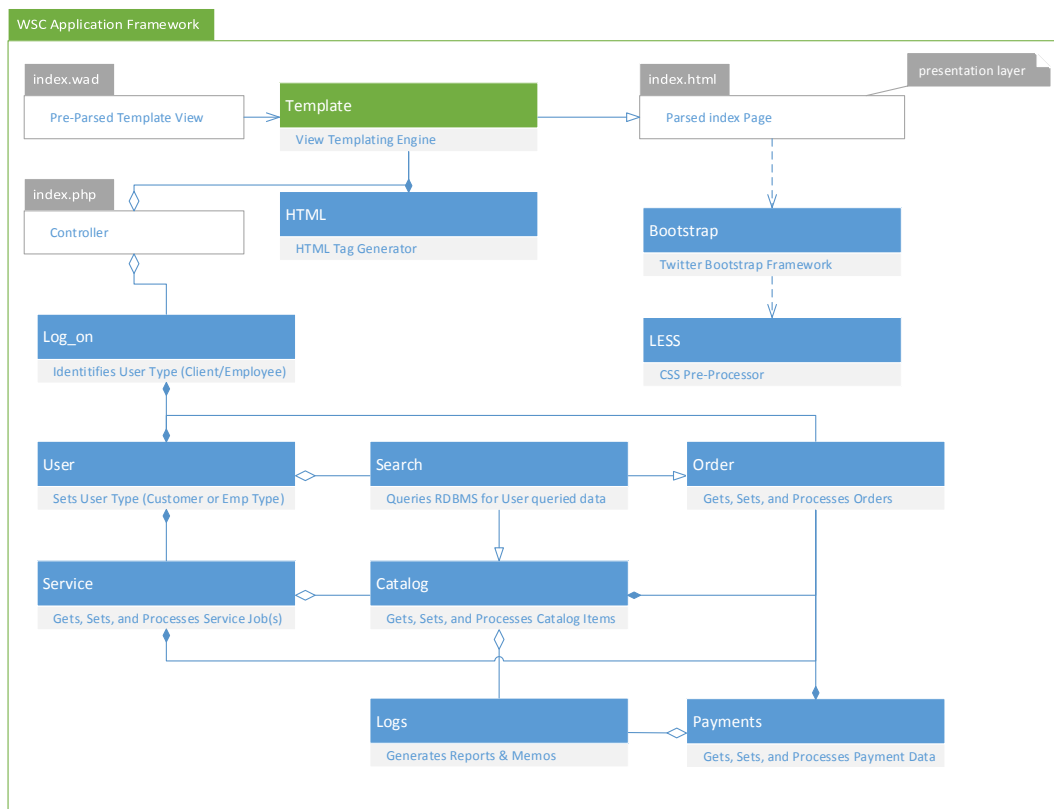 WSC Application Framework
index.wad
Pre-Parsed Template View
Template
View Templating Engine
index.html
Parsed index Page
presentation layer
index.php
Controller
HTML
HTML Tag Generator
Bootstrap
Twitter Bootstrap Framework
Log_on
Identitifies User Type (Client/Employee)
LESS
CSS Pre-Processor
User
Sets User Type (Customer or Emp Type)
Search
Queries RDBMS for User queried data
Order
Gets, Sets, and Processes Orders
Service
Gets, Sets, and Processes Service Job(s)
Catalog
Gets, Sets, and Processes Catalog Items
Logs
Generates Reports & Memos
Payments
Gets, Sets, and Processes Payment Data